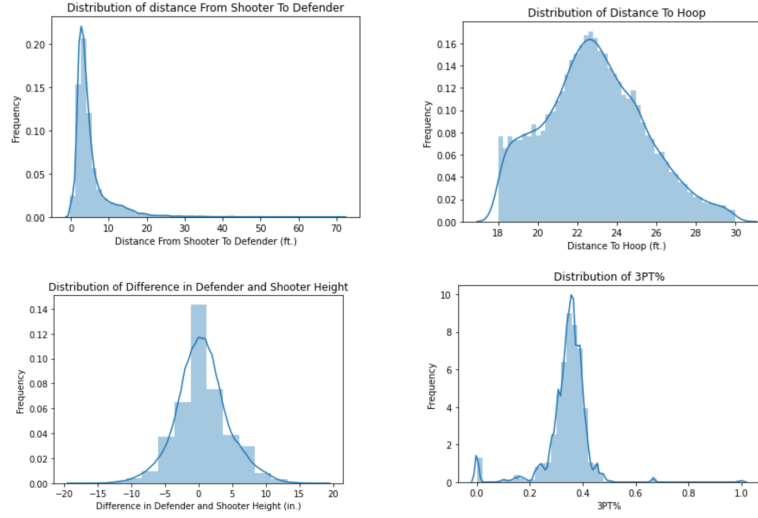 Distribution of distance From Shooter To Defender
0.20
0.15
0.10
0.05
0.00
Frequency
0 10 20 30 40 50 60 70
Distance From Shooter To Defender (ft.)
Distribution of Distance To Hoop
0.16
0.14
0.12
0.10
0.08
0.06
0.04
0.02
0.00
Frequency
18 20 22 24 26 28 30
Distance To Hoop (ft.)
Distribution of Difference in Defender and Shooter Height
0.14
0.12
0.10
0.08
0.06
0.04
0.02
0.00
Frequency
−20 −15 −10 −5 0 5 10 15 20
Difference in Defender and Shooter Height (in.)
Distribution of 3PT%
10
8
6
4
2
0
Frequency
0.0 0.2 0.4 0.6 0.8 1.0
3PT%